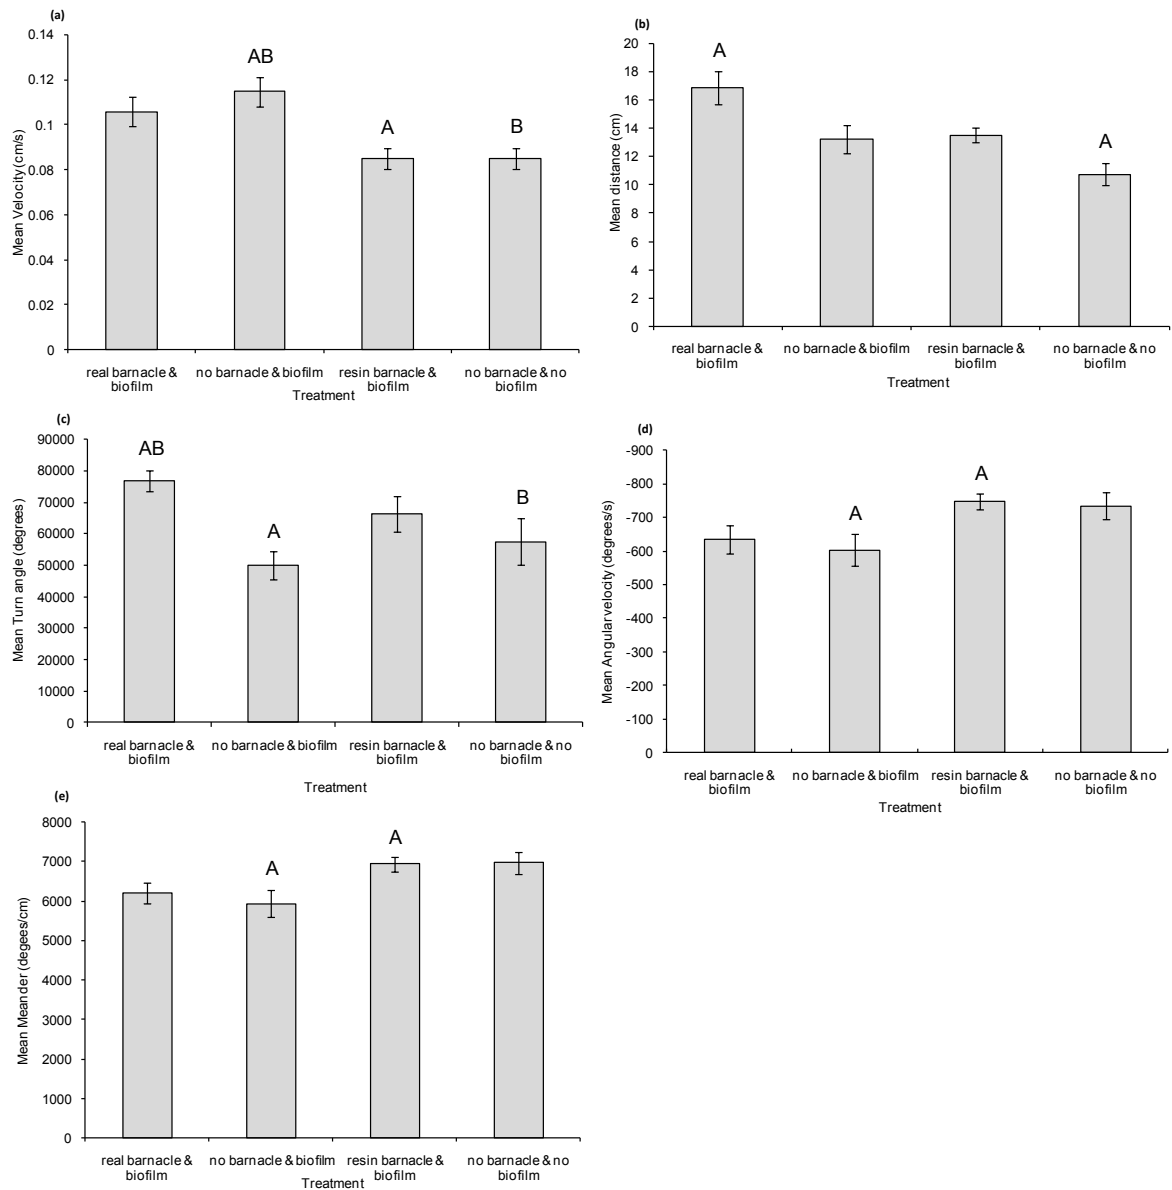 (a)
0.14
0.12
0.1
0.08
0.06
0.04
0.02
0
Mean Velocity (cm/s)
AB
A
B
real barnacle & biofilm
no barnacle & biofilm
resin barnacle & biofilm
no barnacle & no biofilm
Treatment
(b)
20
18
16
14
12
10
8
6
4
2
0
Mean distance (cm)
A
A
real barnacle & biofilm
no barnacle & biofilm
resin barnacle & biofilm
no barnacle & no biofilm
Treatment
(c)
90000
80000
70000
60000
50000
40000
30000
20000
10000
0
Mean Turn angle (degrees)
AB
A
B
real barnacle & biofilm
no barnacle & biofilm
resin barnacle & biofilm
no barnacle & no biofilm
Treatment
(d)
-900
-800
-700
-600
-500
-400
-300
-200
-100
0
Mean Angular velocity (degrees/s)
A
A
real barnacle & biofilm
no barnacle & biofilm
resin barnacle & biofilm
no barnacle & no biofilm
Treatment
(e)
8000
7000
6000
5000
4000
3000
2000
1000
0
Mean Meander (degees/cm)
A
A
real barnacle & biofilm
no barnacle & biofilm
resin barnacle & biofilm
no barnacle & no biofilm
Treatment